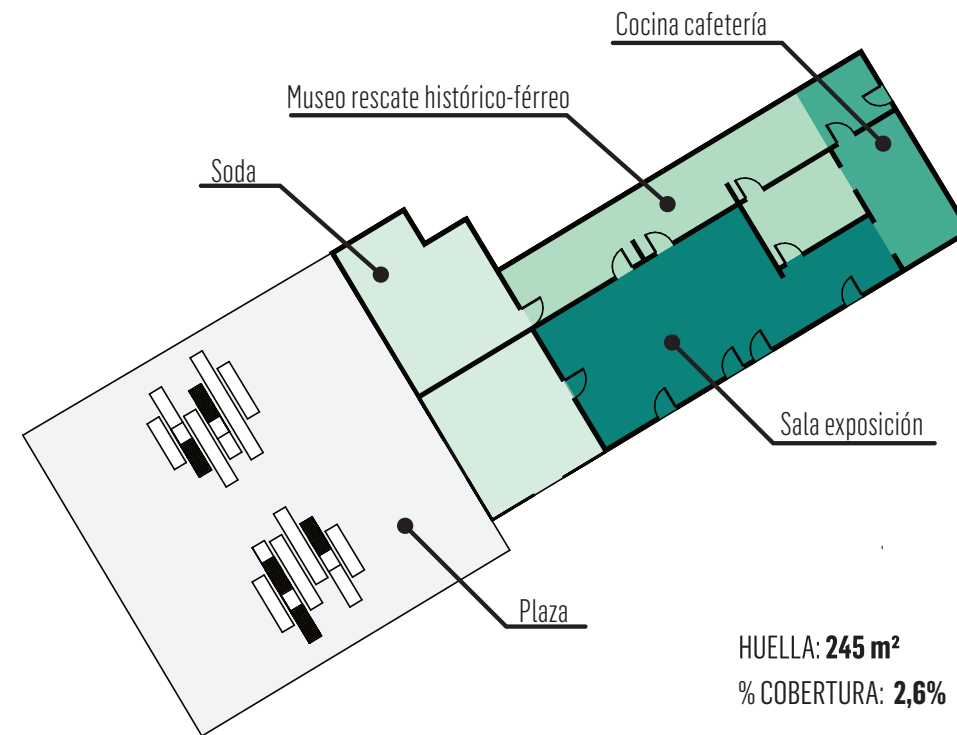 Cocina cafetería
Museo rescate histórico-férreo
Soda
Sala exposición
Plaza
HUELLA: 245 m²
% COBERTURA: 2,6%